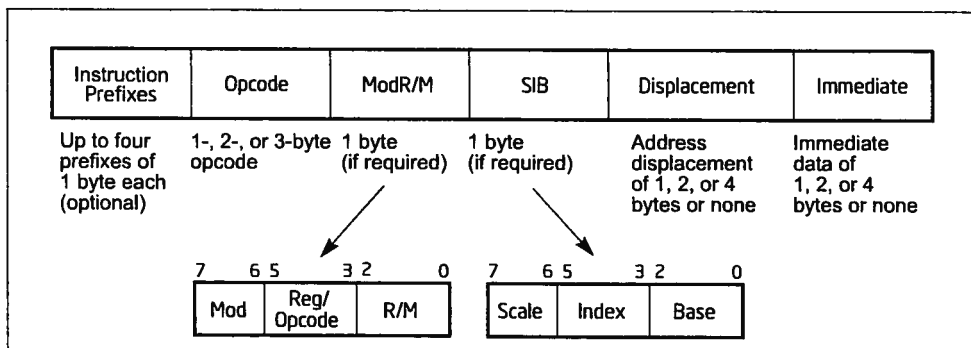 Instruction Prefixes
Opcode
ModR/M
SIB
Displacement
Immediate
Up to four
prefixes of
1 byte each
(optional)
1-, 2-, or 3-byte
opcode
1 byte
(if required)
1 byte
(if required)
Address
displacement
of 1, 2, or 4
bytes or none
Immediate
data of
1, 2, or 4
bytes or none
7 6 5 3 2 0
Mod
Reg/
Opcode
R/M
7 6 5 3 2 0
Scale
Index
Base